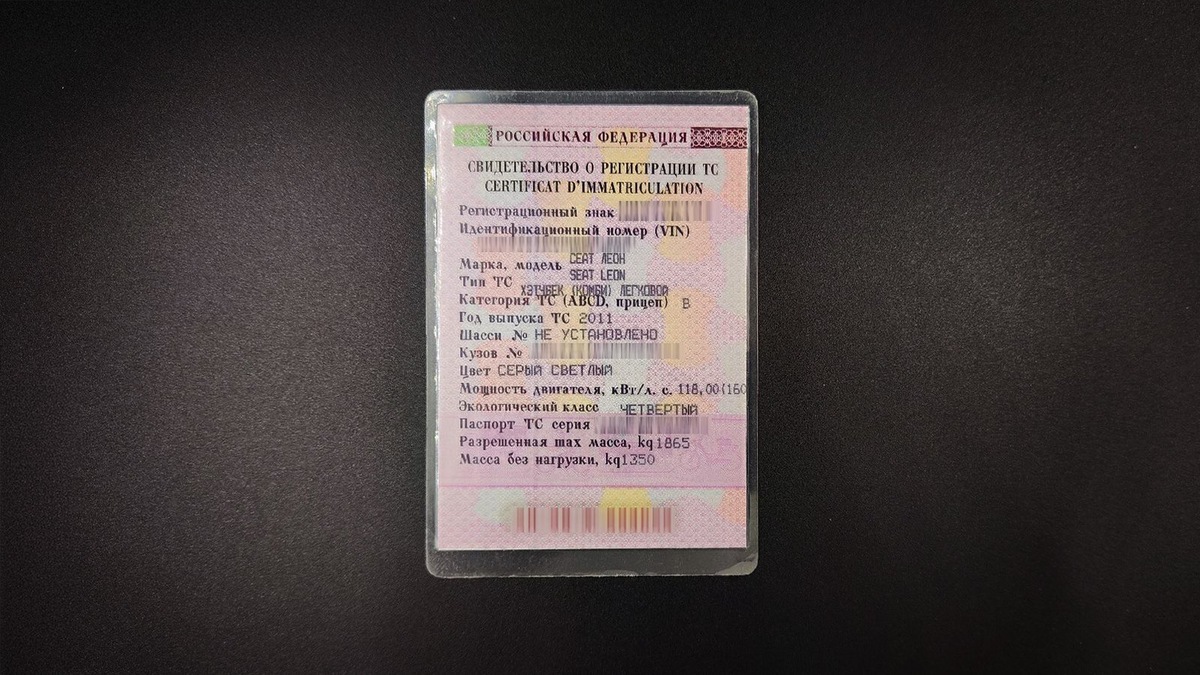 РОССИЙСКАЯ ФЕДЕРАЦИЯ
СВИДЕТЕЛЬСТВО О РЕГИСТРАЦИИ ТС
CERTIFICAT D'IMMATRICULATION
Регистрационный знак
Идентификационный номер (VIN)
СЕАТ ЛЕОН
Марка, модель SEAT LEON
Тип ТС ХЭТЧБЕК (КОМБИ) ЛЕГКОВОЙ
Категория ТС (ABCD, прицеп) B
Год выпуска ТС 2011
Шасси № НЕ УСТАНОВЛЕНО
Кузов №
Цвет СЕРЫЙ СВЕТЛЫЙ
Мощность двигателя, кВт/л. с. 118,00(160
Экологический класс ЧЕТВЕРТЫЙ
Паспорт ТС серия
Разрешенная max масса, kg 1865
Масса без нагрузки, kg 1350